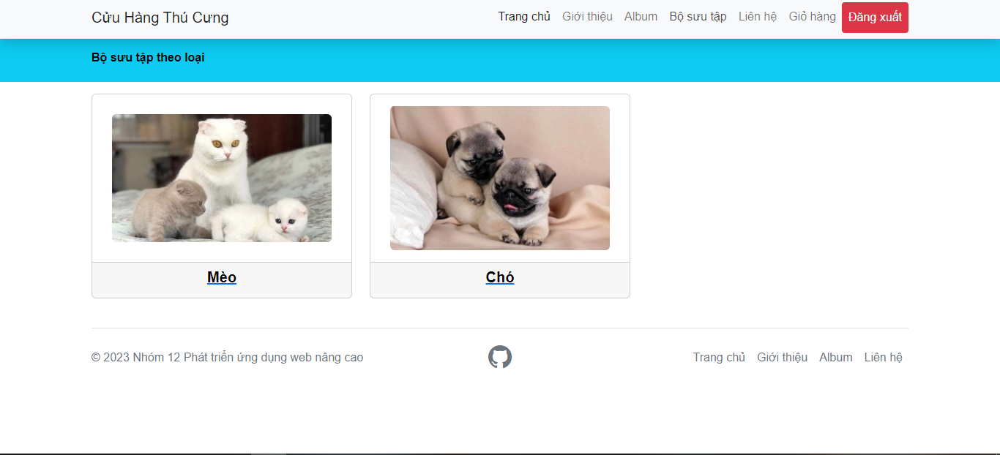 Cửu Hàng Thú Cưng
Trang chủ Giới thiệu Album Bộ sưu tập Liên hệ Giỏ hàng Đăng xuất
Bộ sưu tập theo loại
Mèo
Chó
© 2023 Nhóm 12 Phát triển ứng dụng web nâng cao
Trang chủ Giới thiệu Album Liên hệ